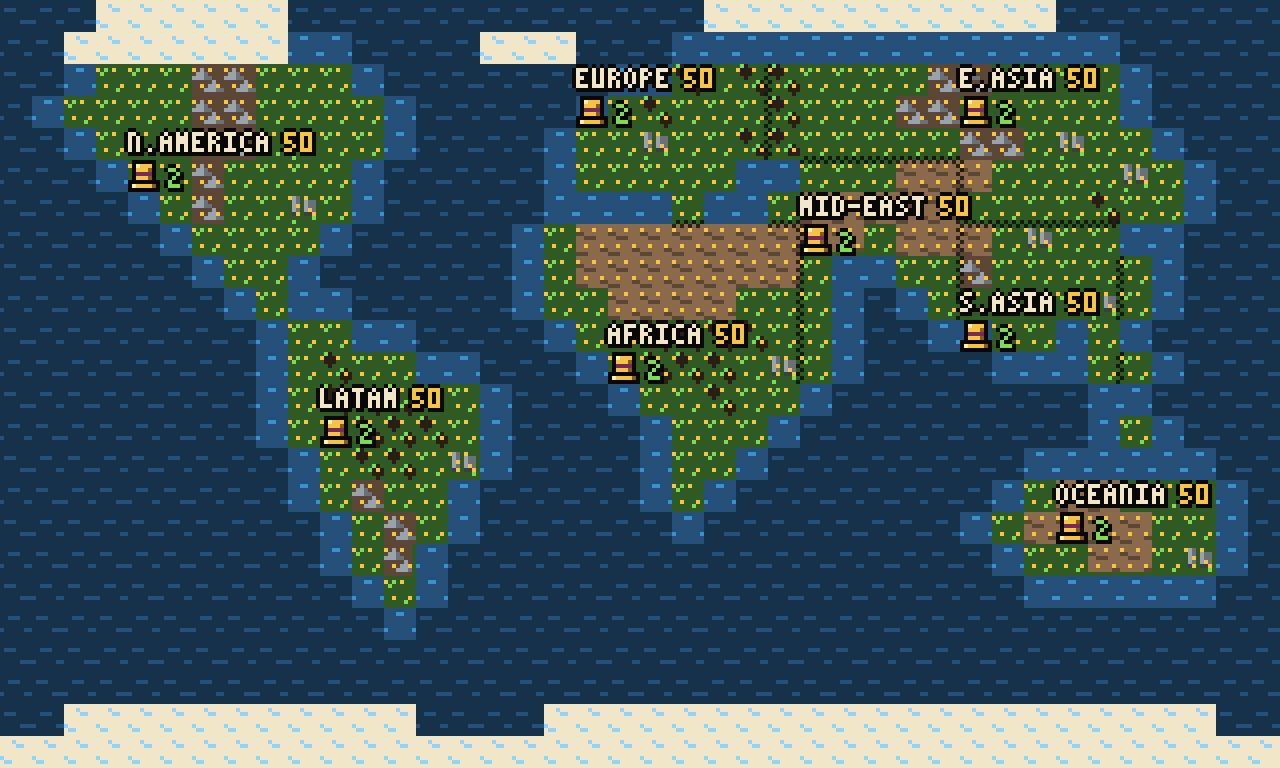 EUROPE 50
E.ASIA 50
2
2
N.AMERICA 50
2
MID-EAST 50
2
S.ASIA 50
2
AFRICA 50
2
LATAM 50
2
OCEANIA 50
2